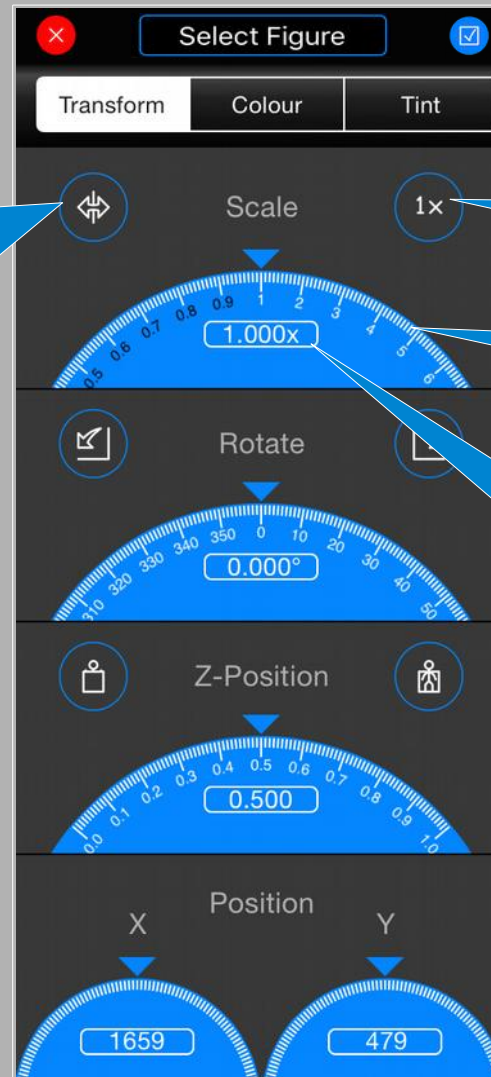 Select Figure
Transform Colour Tint
Scale
1×
0.5 0.6 0.7 0.8 0.9 1 2 3 4 5 6
1.000x
Rotate
310 320 330 340 350 0 10 20 30 40 50
0.000°
Z-Position
0.0 0.1 0.2 0.3 0.4 0.5 0.6 0.7 0.8 0.9 1.0
0.500
Position
X Y
1659 479